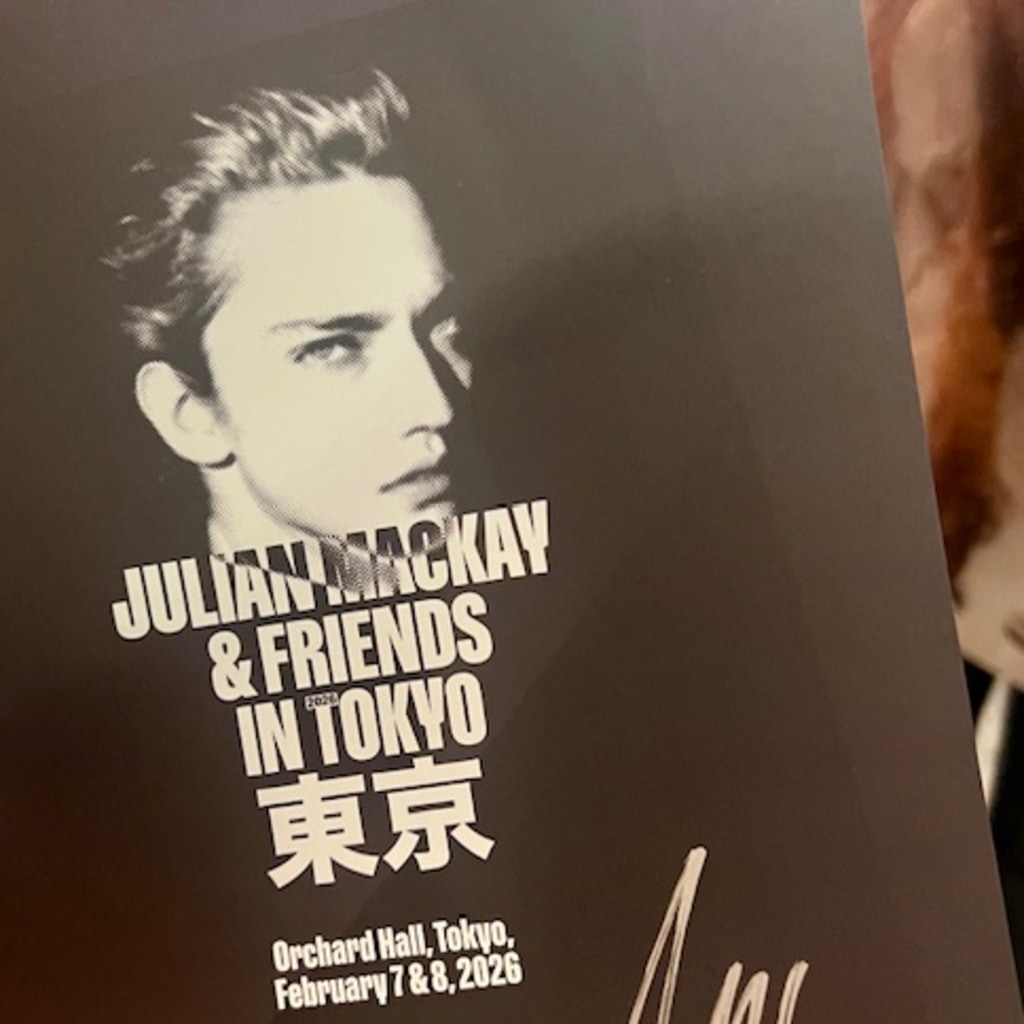 JULIAN MACKAY
& FRIENDS
IN TOKYO
2026
東京
Orchard Hall, Tokyo,
February 7 & 8, 2026